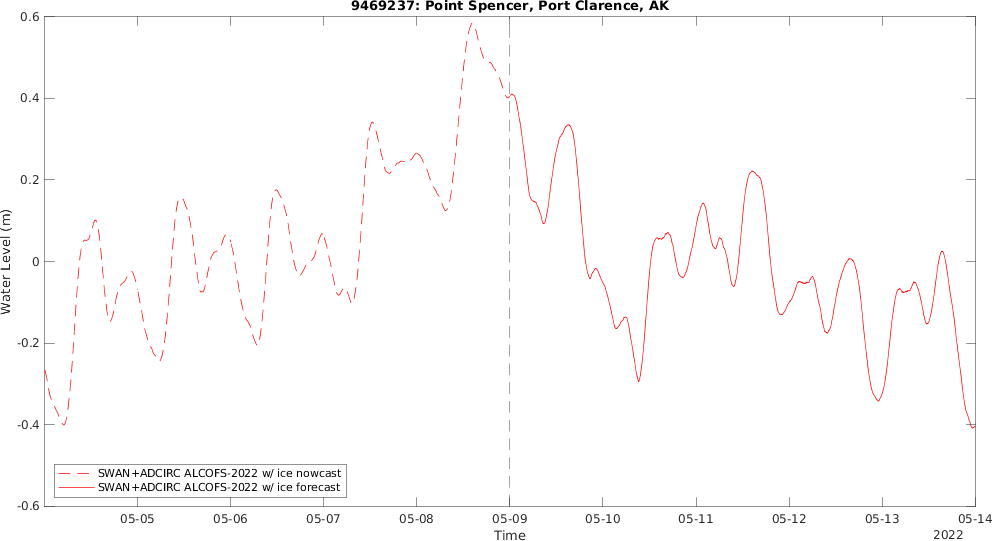 9469237: Point Spencer, Port Clarence, AK
0.6
0.4
0.2
0
-0.2
-0.4
-0.6
Water Level (m)
SWAN+ADCIRC ALCOFS-2022 w/ ice nowcast
SWAN+ADCIRC ALCOFS-2022 w/ ice forecast
05-05 05-06 05-07 05-08 05-09 05-10 05-11 05-12 05-13 05-14
Time
2022